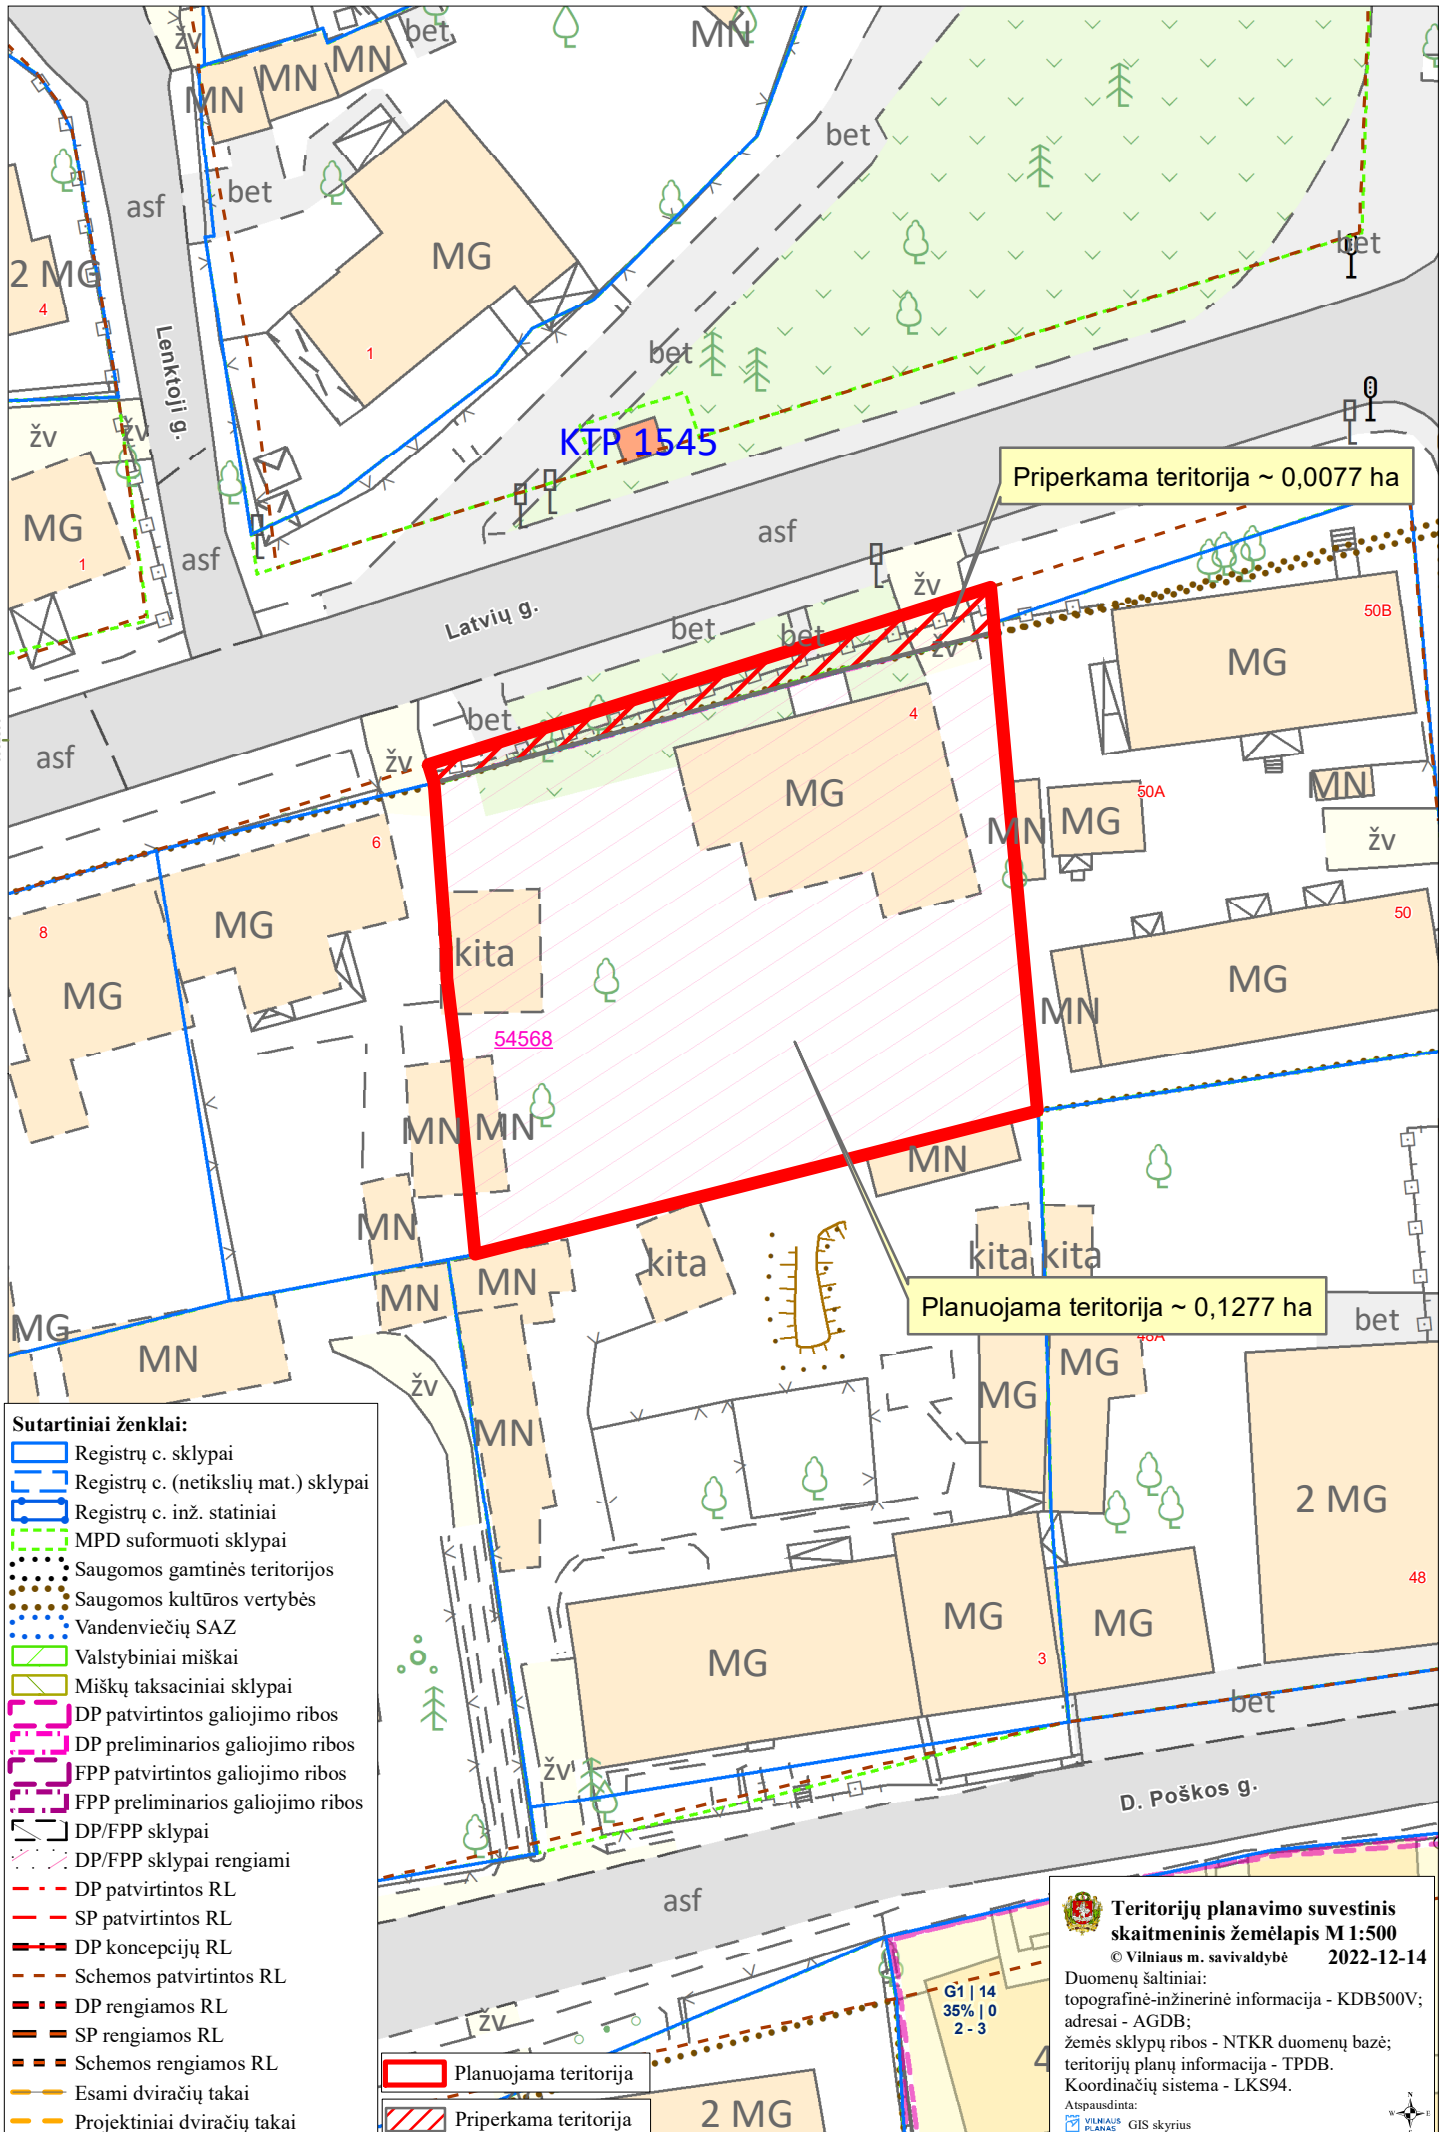 žv
bet
MN
MN
MN
MN
bet
asf
bet
MG
2 MG
4
1
bet
Lenktoji g.
bet
žv
žv
KTP 1545
Priperkama teritorija ~ 0,0077 ha
MG
1
asf
asf
žv
Latvių g.
bet
bet
žv
50B
MG
bet
4
asf
žv
MG
50A
MN
MG
MN
žv
6
8
MG
MG
kita
50
MG
MN
54568
MN
MN
MN
MN
kita
kita
kita
MN
MN
Planuojama teritorija ~ 0,1277 ha
48A
bet
MG
MN
žv
MG
MG
MN
2 MG
48
MG
MG
MG
3
bet
žv
D. Poškos g.
asf
žv
G1 | 14
35% | 0
2 - 3
4
2 MG
Sutartiniai ženklai:
Registrų c. sklypai
Registrų c. (netikslių mat.) sklypai
Registrų c. inž. statiniai
MPD suformuoti sklypai
Saugomos gamtinės teritorijos
Saugomos kultūros vertybės
Vandenviečių SAZ
Valstybiniai miškai
Miškų taksaciniai sklypai
DP patvirtintos galiojimo ribos
DP preliminarios galiojimo ribos
FPP patvirtintos galiojimo ribos
FPP preliminarios galiojimo ribos
DP/FPP sklypai
DP/FPP sklypai rengiami
DP patvirtintos RL
SP patvirtintos RL
DP koncepcijų RL
Schemos patvirtintos RL
DP rengiamos RL
SP rengiamos RL
Schemos rengiamos RL
Esami dviračių takai
Projektiniai dviračių takai
Planuojama teritorija
Priperkama teritorija
Teritorijų planavimo suvestinis
skaitmeninis žemėlapis M 1:500
© Vilniaus m. savivaldybė 2022-12-14
Duomenų šaltiniai:
topografinė-inžinerinė informacija - KDB500V;
adresai - AGDB;
žemės sklypų ribos - NTKR duomenų bazė;
teritorijų planų informacija - TPDB.
Koordinačių sistema - LKS94.
Atspausdinta:
VILNIAUS PLANAS GIS skyrius